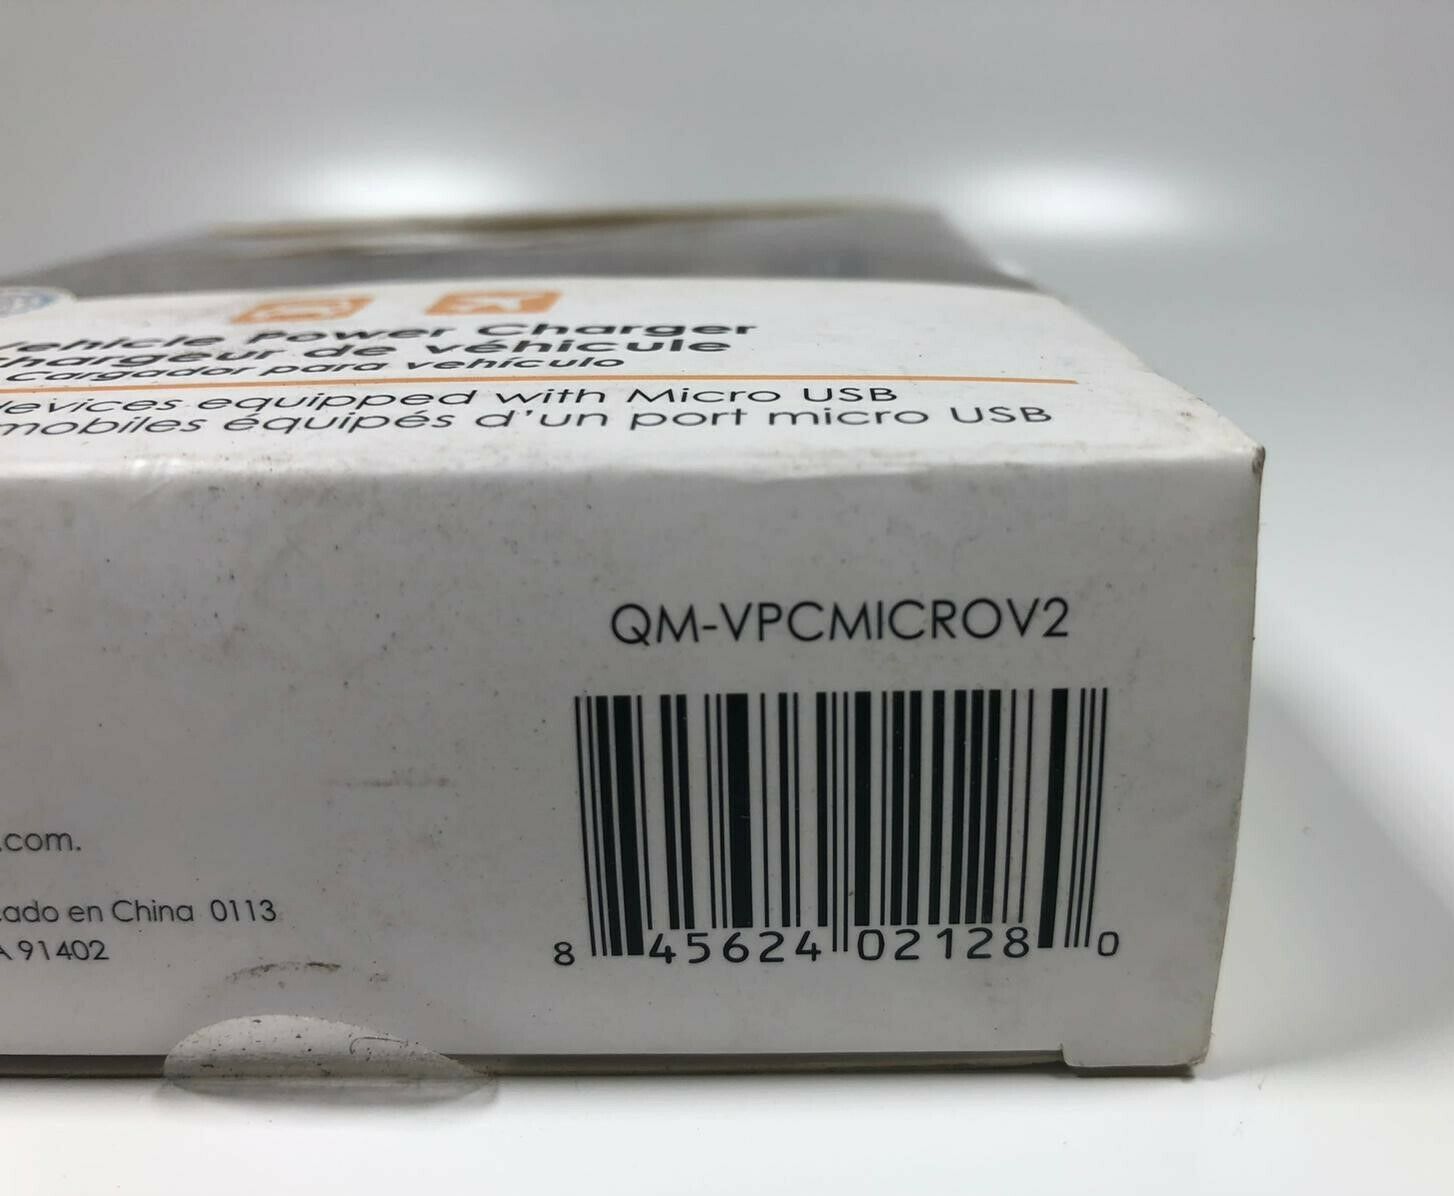 Vehicle Power Charger
Chargeur de véhicule
Cargador para vehículo
devices equipped with Micro USB
mobiles équipés d'un port micro USB
QM-VPCMICROV2
8 45624 02128 0
.com.
cado en China 0113
A 91402